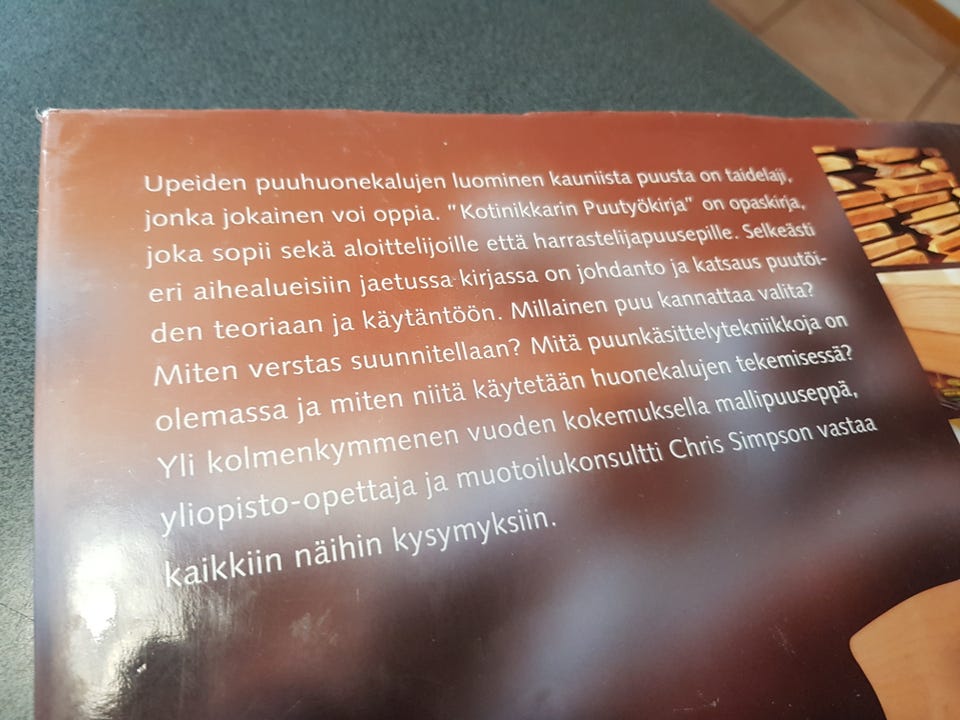 Upeiden puuhuonekalujen luominen kauniista puusta on taidelaji,
jonka jokainen voi oppia. "Kotinikkarin Puutyökirja" on opaskirja,
joka sopii sekä aloittelijoille että harrastelijapuusepille. Selkeästi
eri aihealueisiin jaetussa kirjassa on johdanto ja katsaus puutöi-
den teoriaan ja käytäntöön. Millainen puu kannattaa valita?
Miten verstas suunnitellaan? Mitä puunkäsittelytekniikkoja on
olemassa ja miten niitä käytetään huonekalujen tekemisessä?
Yli kolmenkymmenen vuoden kokemuksella mallipuuseppä,
yliopisto-opettaja ja muotoilukonsultti Chris Simpson vastaa
kaikkiin näihin kysymyksiin.